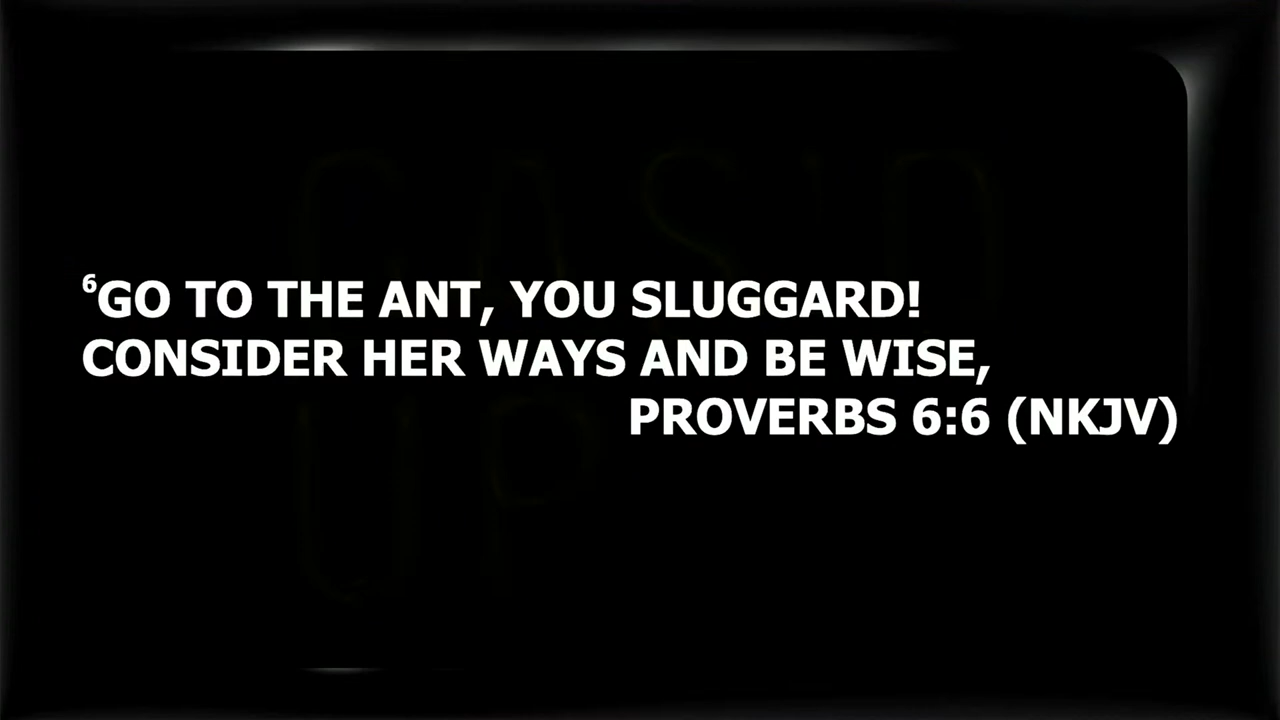 ⁶GO TO THE ANT, YOU SLUGGARD!
CONSIDER HER WAYS AND BE WISE,
PROVERBS 6:6 (NKJV)